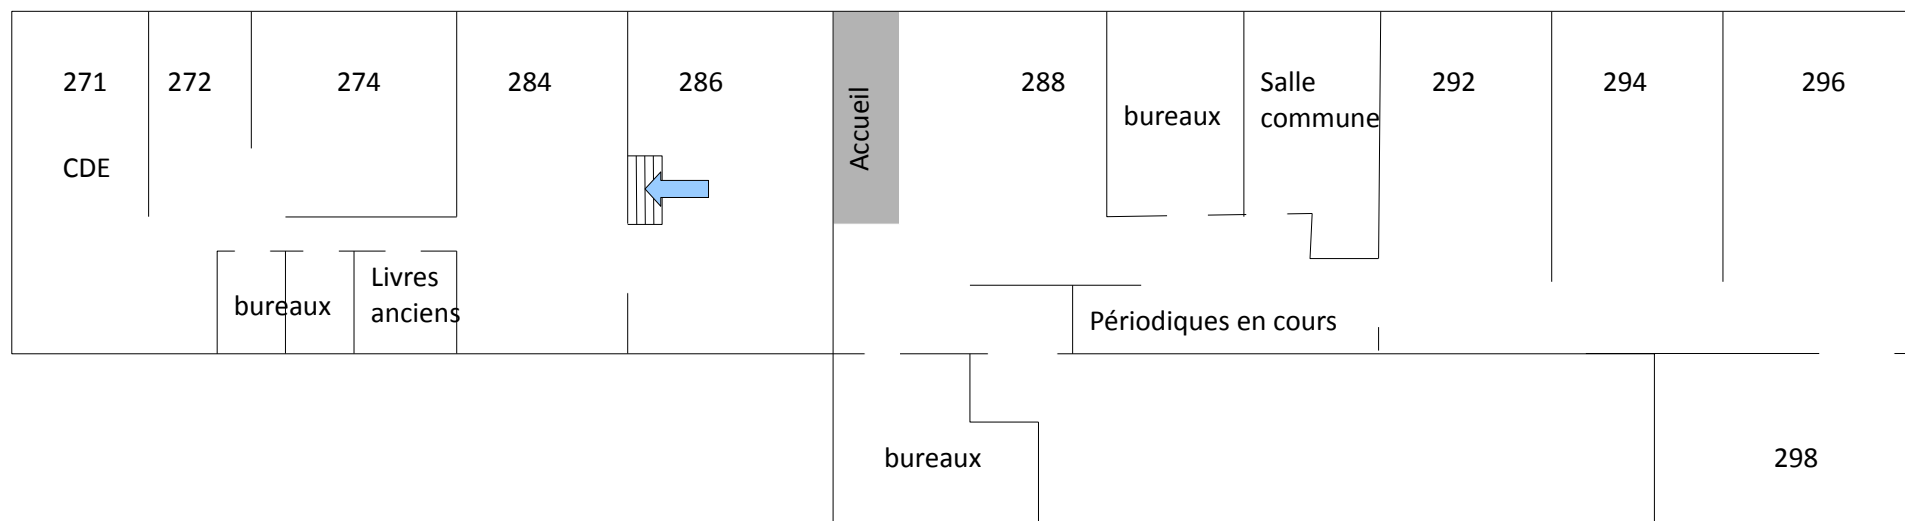 271
272
274
284
286
Accueil
288
bureaux
Salle
commune
292
294
296
CDE
bureaux
Livres
anciens
Périodiques en cours
bureaux
298